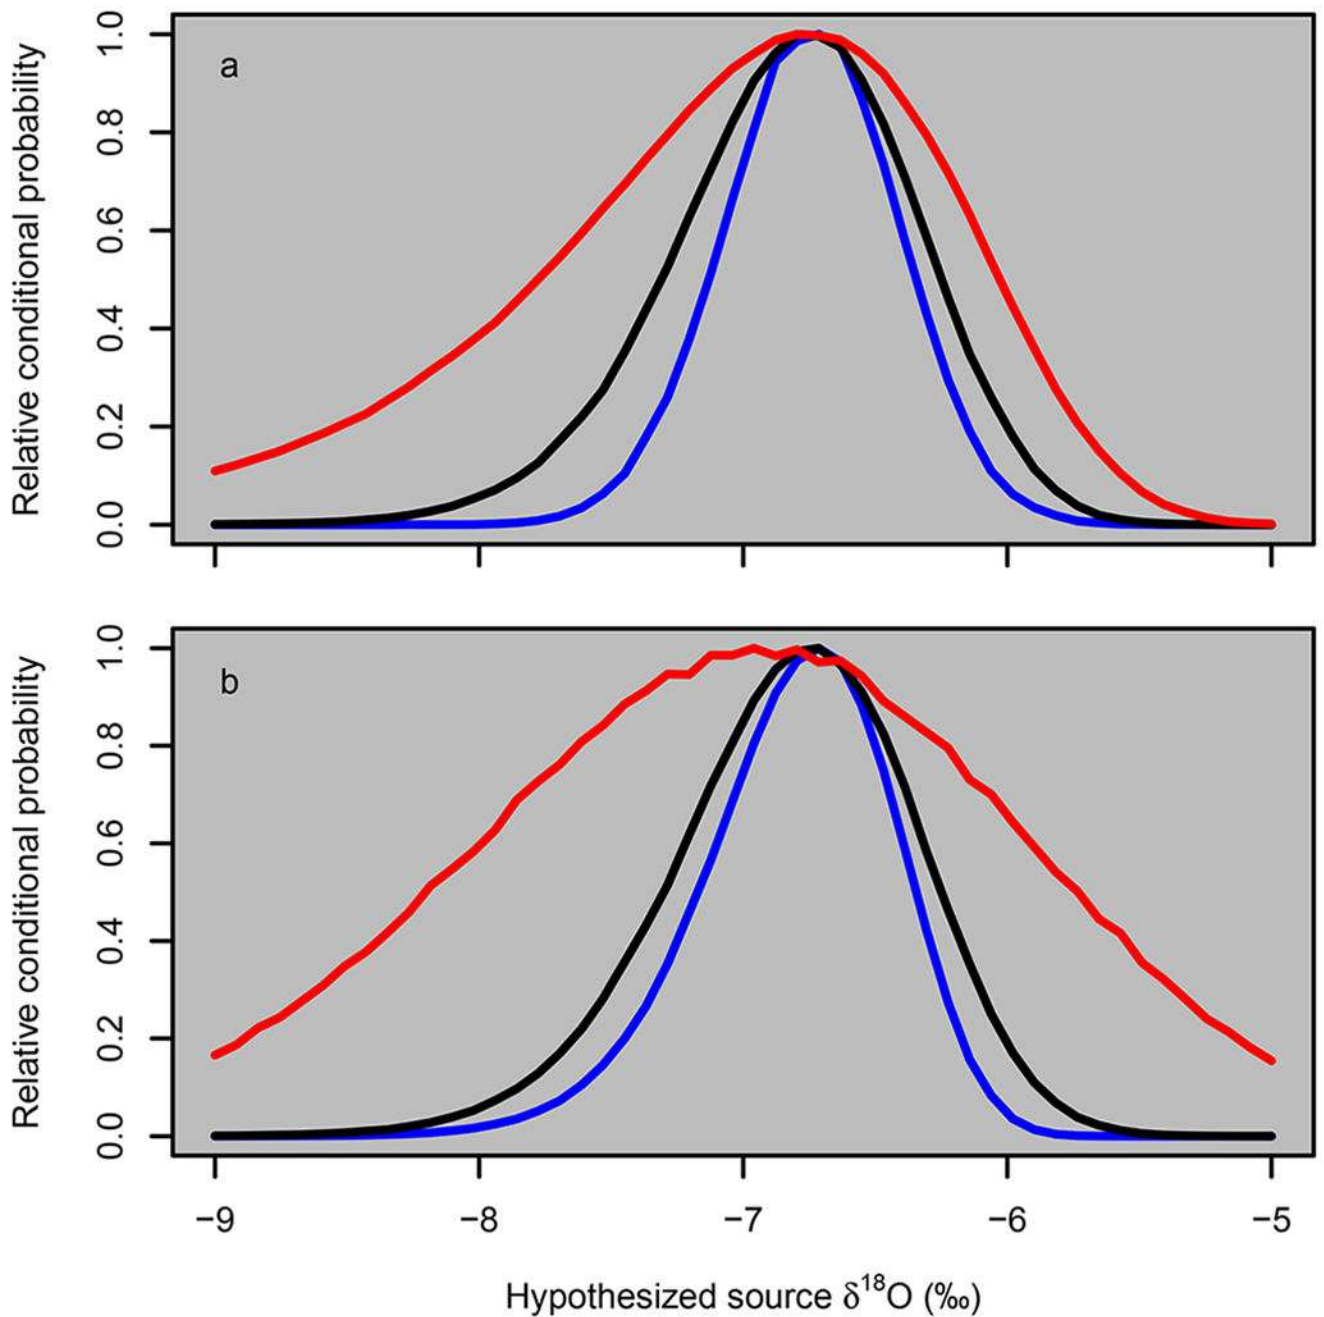 Relative conditional probability
1.0
0.8
0.6
0.4
0.2
0.0
a
Relative conditional probability
1.0
0.8
0.6
0.4
0.2
0.0
b
−9 −8 −7 −6 −5
Hypothesized source δ¹⁸O (‰)